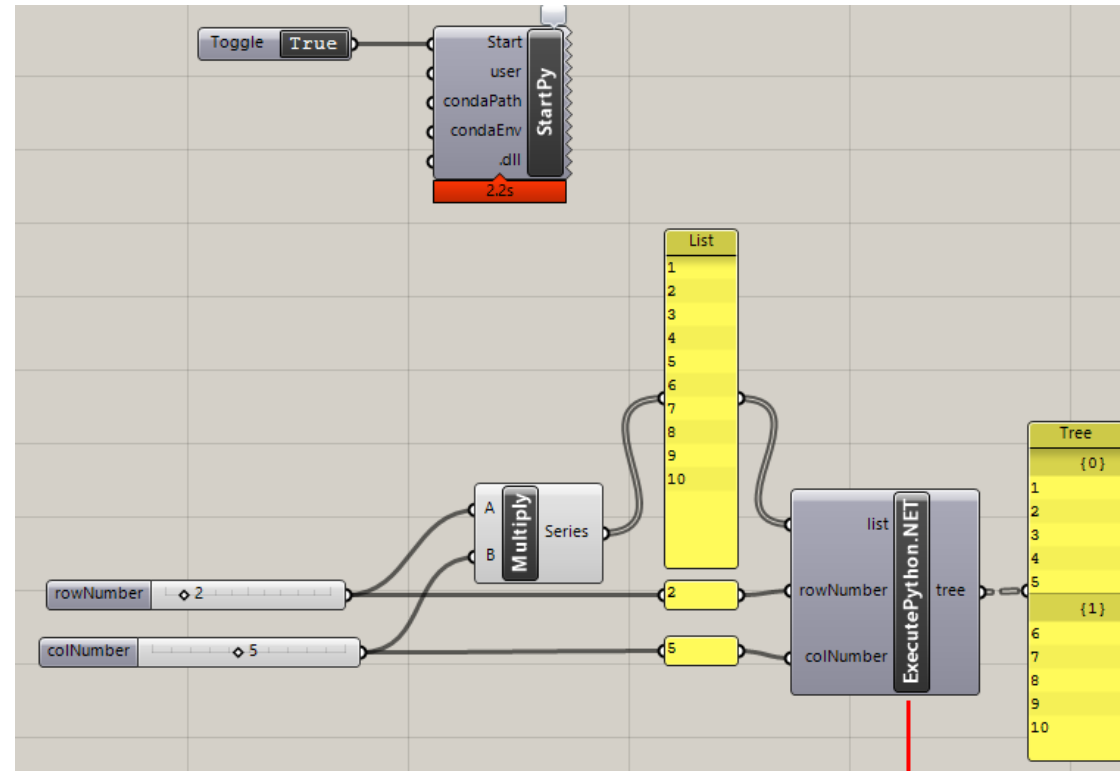 Toggle True
Start
user
condaPath
condaEnv
.dll
StartPy
2.2s
List
1
2
3
4
5
6
7
8
9
10
A
B
Multiply
Series
rowNumber 2
colNumber 5
2
5
list
rowNumber
colNumber
ExecutePython.NET
tree
Tree
{0}
1
2
3
4
5
{1}
6
7
8
9
10